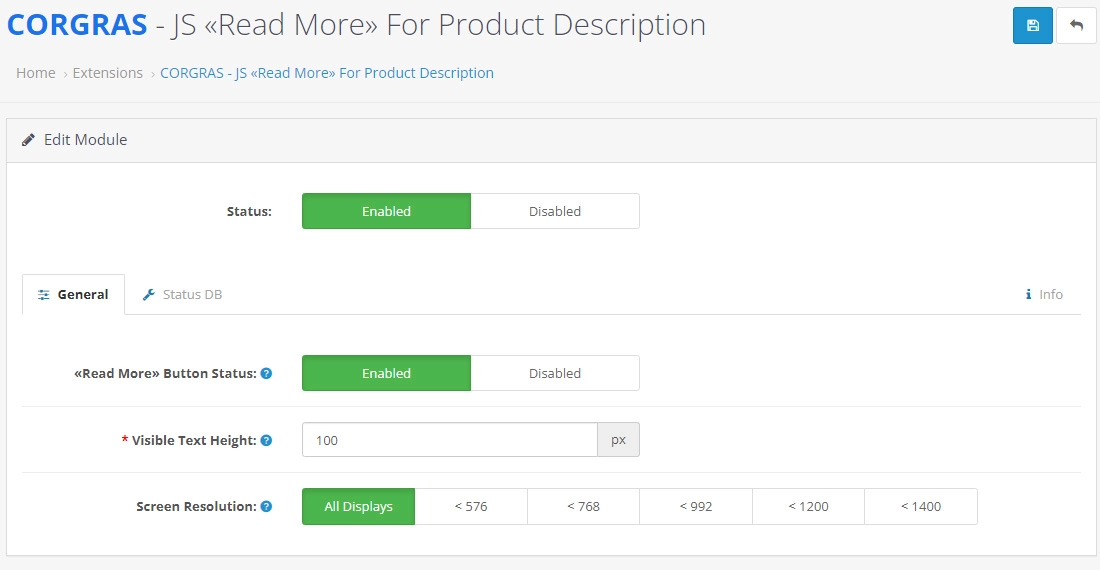 CORGRAS - JS «Read More» For Product Description
Home › Extensions › CORGRAS - JS «Read More» For Product Description
Edit Module
Status: Enabled Disabled
General Status DB Info
«Read More» Button Status: Enabled Disabled
* Visible Text Height: 100 px
Screen Resolution: All Displays < 576 < 768 < 992 < 1200 < 1400